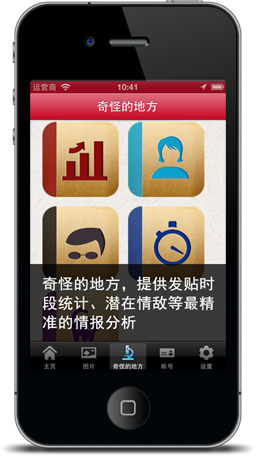 运营商 10:41
奇怪的地方
奇怪的地方，提供发贴时
段统计、潜在情敌等最精
准的情报分析
主页 图片 奇怪的地方 帐号 设置